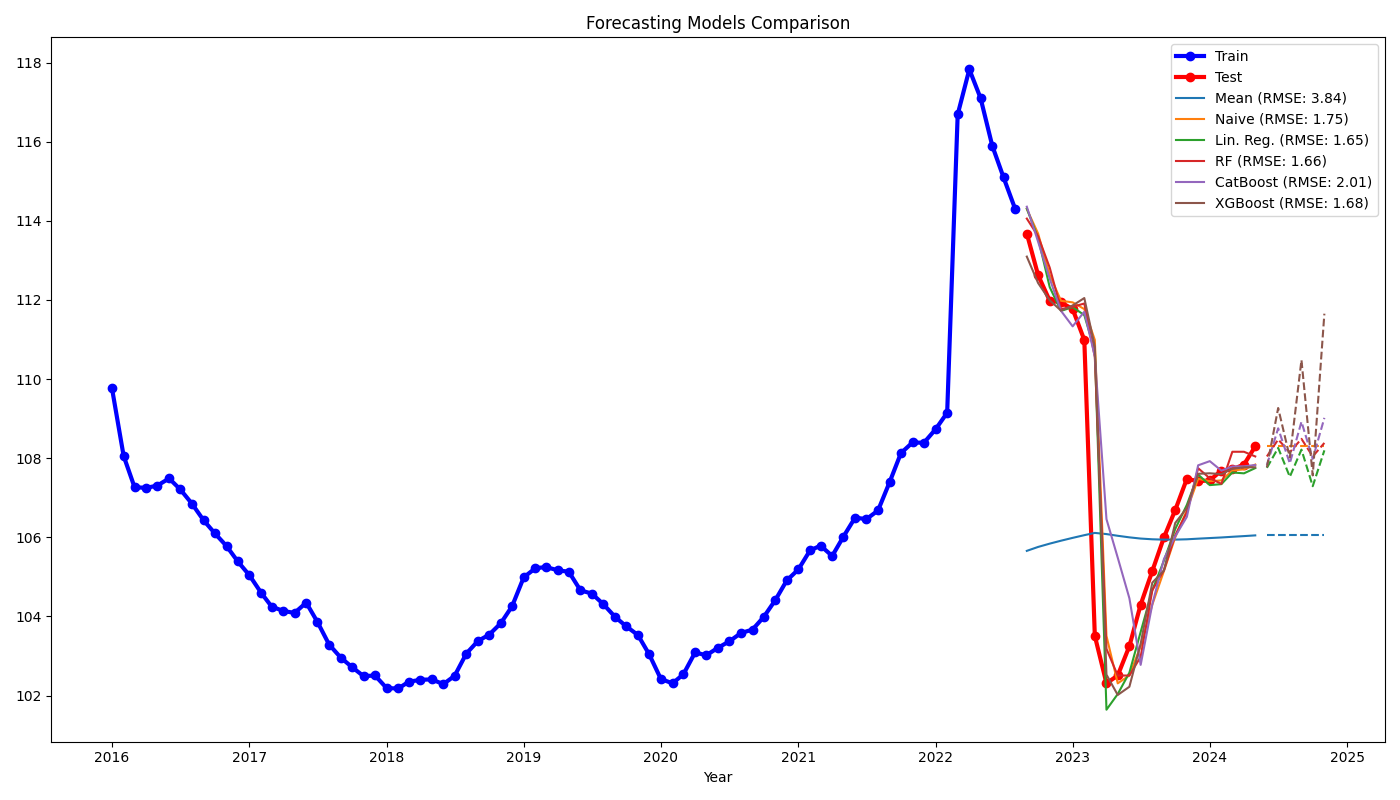 Forecasting Models Comparison
118
116
114
112
110
108
106
104
102
Train
Test
Mean (RMSE: 3.84)
Naive (RMSE: 1.75)
Lin. Reg. (RMSE: 1.65)
RF (RMSE: 1.66)
CatBoost (RMSE: 2.01)
XGBoost (RMSE: 1.68)
2016 2017 2018 2019 2020 2021 2022 2023 2024 2025
Year